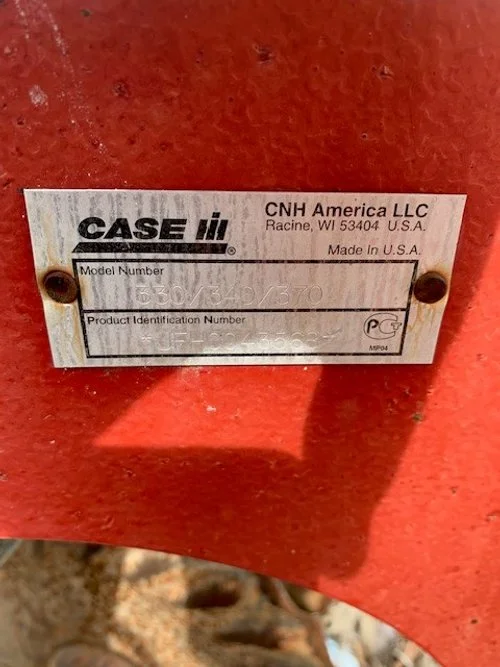 CASE IH®
CNH America LLC
Racine, WI 53404 U.S.A.
Made In U.S.A.
Model Number
330/340/370
Product Identification Number
PCT
MP04